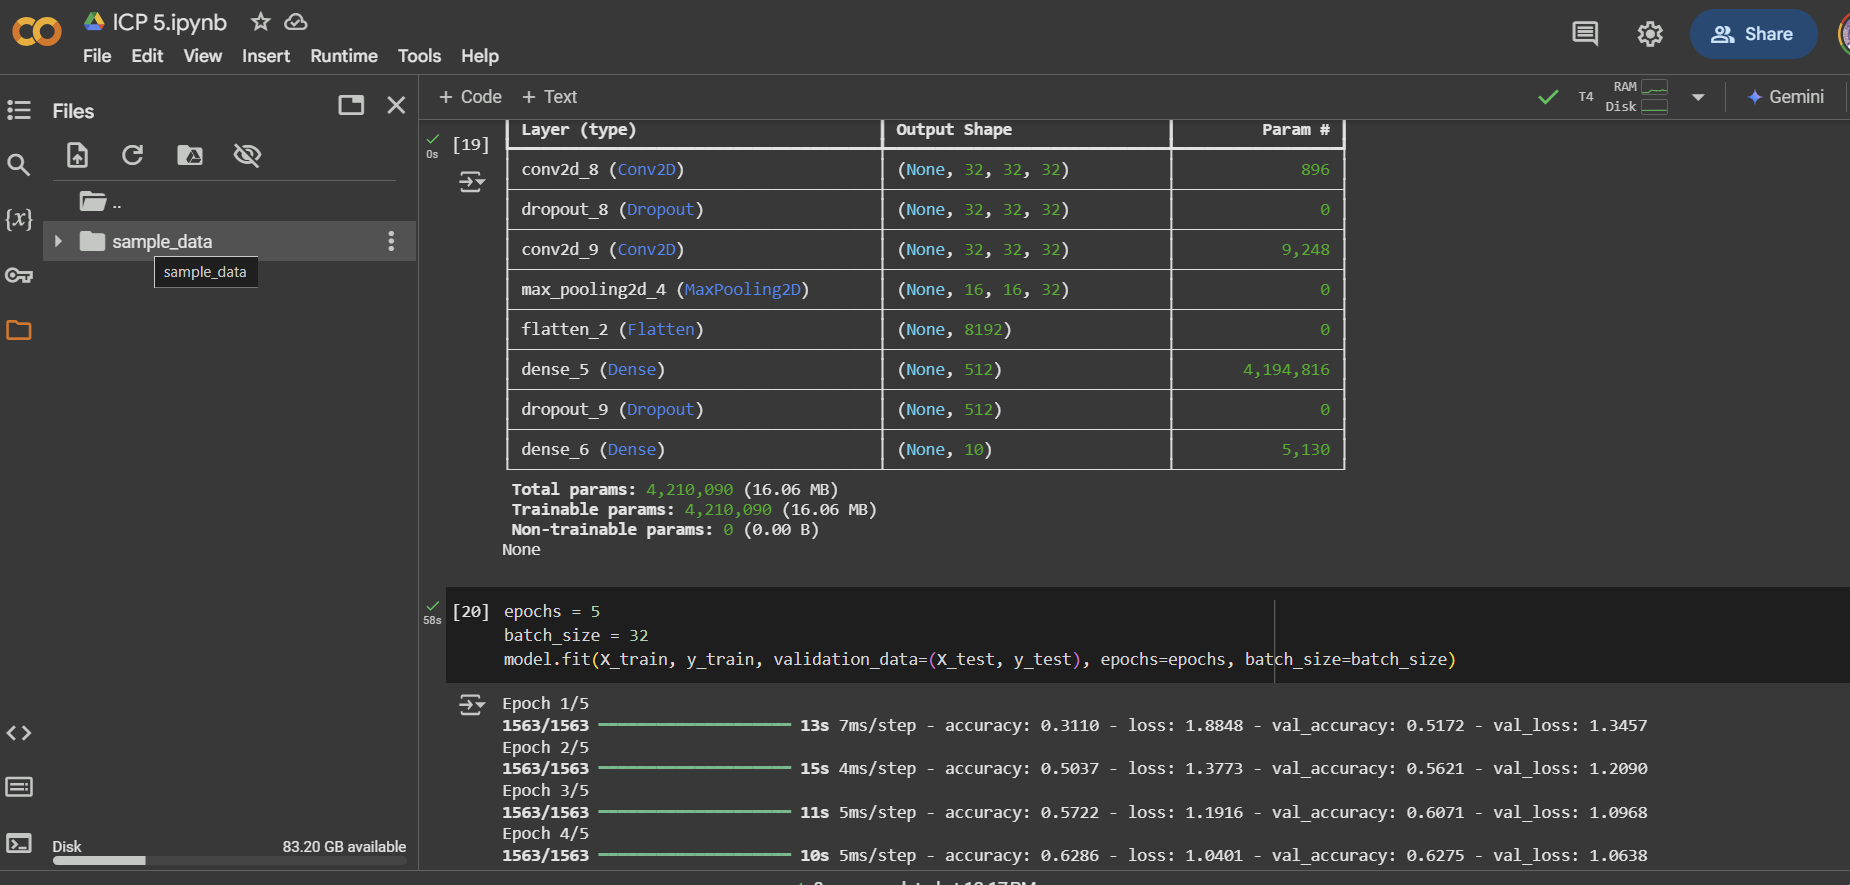 ICP 5.ipynb
File Edit View Insert Runtime Tools Help
Share
Files
+ Code + Text
T4
RAM
Disk
Gemini
..
sample_data
sample_data
{x}
Disk 83.20 GB available
0s
[19]
Layer (type) Output Shape Param #
conv2d_8 (Conv2D) (None, 32, 32, 32) 896
dropout_8 (Dropout) (None, 32, 32, 32) 0
conv2d_9 (Conv2D) (None, 32, 32, 32) 9,248
max_pooling2d_4 (MaxPooling2D) (None, 16, 16, 32) 0
flatten_2 (Flatten) (None, 8192) 0
dense_5 (Dense) (None, 512) 4,194,816
dropout_9 (Dropout) (None, 512) 0
dense_6 (Dense) (None, 10) 5,130
Total params: 4,210,090 (16.06 MB)
Trainable params: 4,210,090 (16.06 MB)
Non-trainable params: 0 (0.00 B)
None
58s
[20] epochs = 5
batch_size = 32
model.fit(X_train, y_train, validation_data=(X_test, y_test), epochs=epochs, batch_size=batch_size)
Epoch 1/5
1563/1563 13s 7ms/step - accuracy: 0.3110 - loss: 1.8848 - val_accuracy: 0.5172 - val_loss: 1.3457
Epoch 2/5
1563/1563 15s 4ms/step - accuracy: 0.5037 - loss: 1.3773 - val_accuracy: 0.5621 - val_loss: 1.2090
Epoch 3/5
1563/1563 11s 5ms/step - accuracy: 0.5722 - loss: 1.1916 - val_accuracy: 0.6071 - val_loss: 1.0968
Epoch 4/5
1563/1563 10s 5ms/step - accuracy: 0.6286 - loss: 1.0401 - val_accuracy: 0.6275 - val_loss: 1.0638